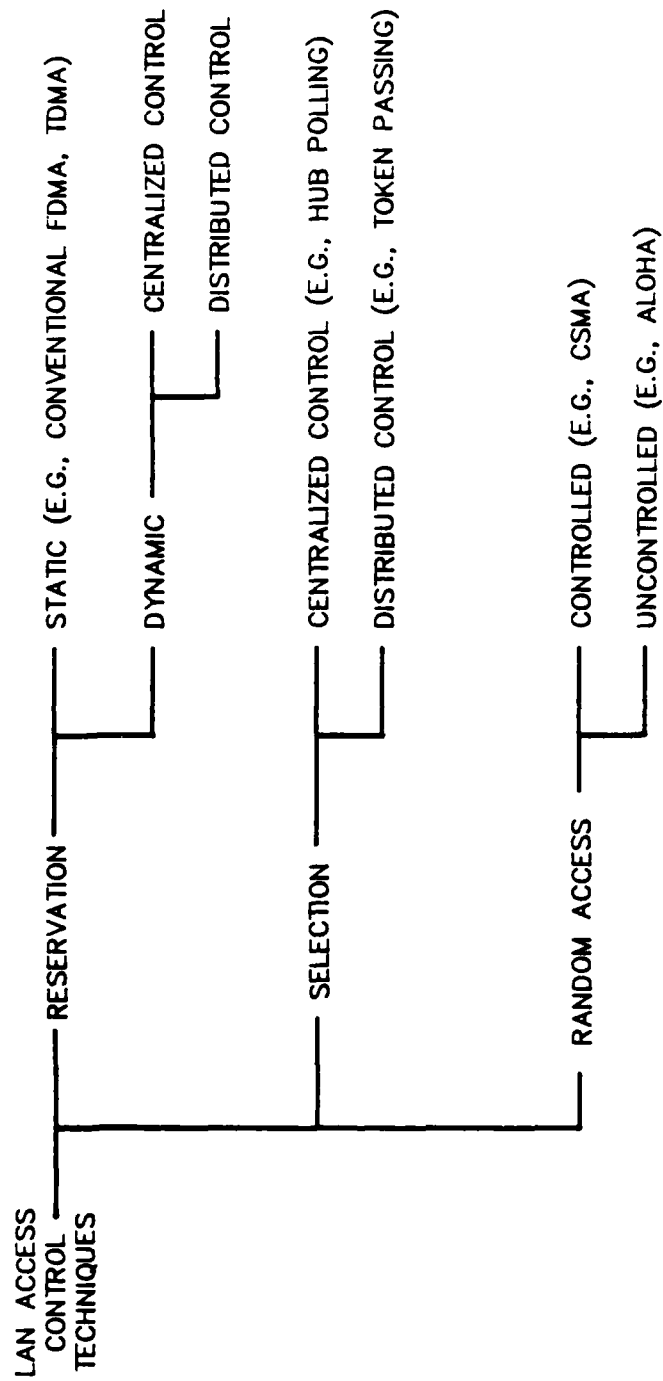 LAN ACCESS
CONTROL
TECHNIQUES
RESERVATION
STATIC (E.G., CONVENTIONAL FDMA, TDMA)
DYNAMIC
CENTRALIZED CONTROL
DISTRIBUTED CONTROL
SELECTION
CENTRALIZED CONTROL (E.G., HUB POLLING)
DISTRIBUTED CONTROL (E.G., TOKEN PASSING)
RANDOM ACCESS
CONTROLLED (E.G., CSMA)
UNCONTROLLED (E.G., ALOHA)